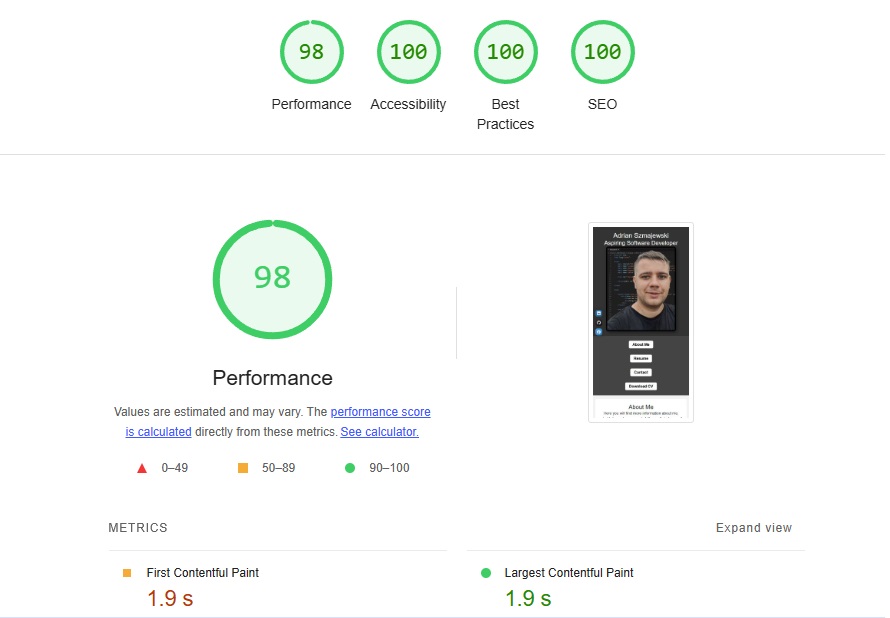 98
100
100
100
Performance
Accessibility
Best
Practices
SEO
98
Performance
Values are estimated and may vary. The performance score
is calculated directly from these metrics. See calculator.
0–49
50–89
90–100
Adrian Szmajewski
Aspiring Software Developer
About Me
Resume
Contact
Download CV
About Me
METRICS
Expand view
First Contentful Paint
1.9 s
Largest Contentful Paint
1.9 s